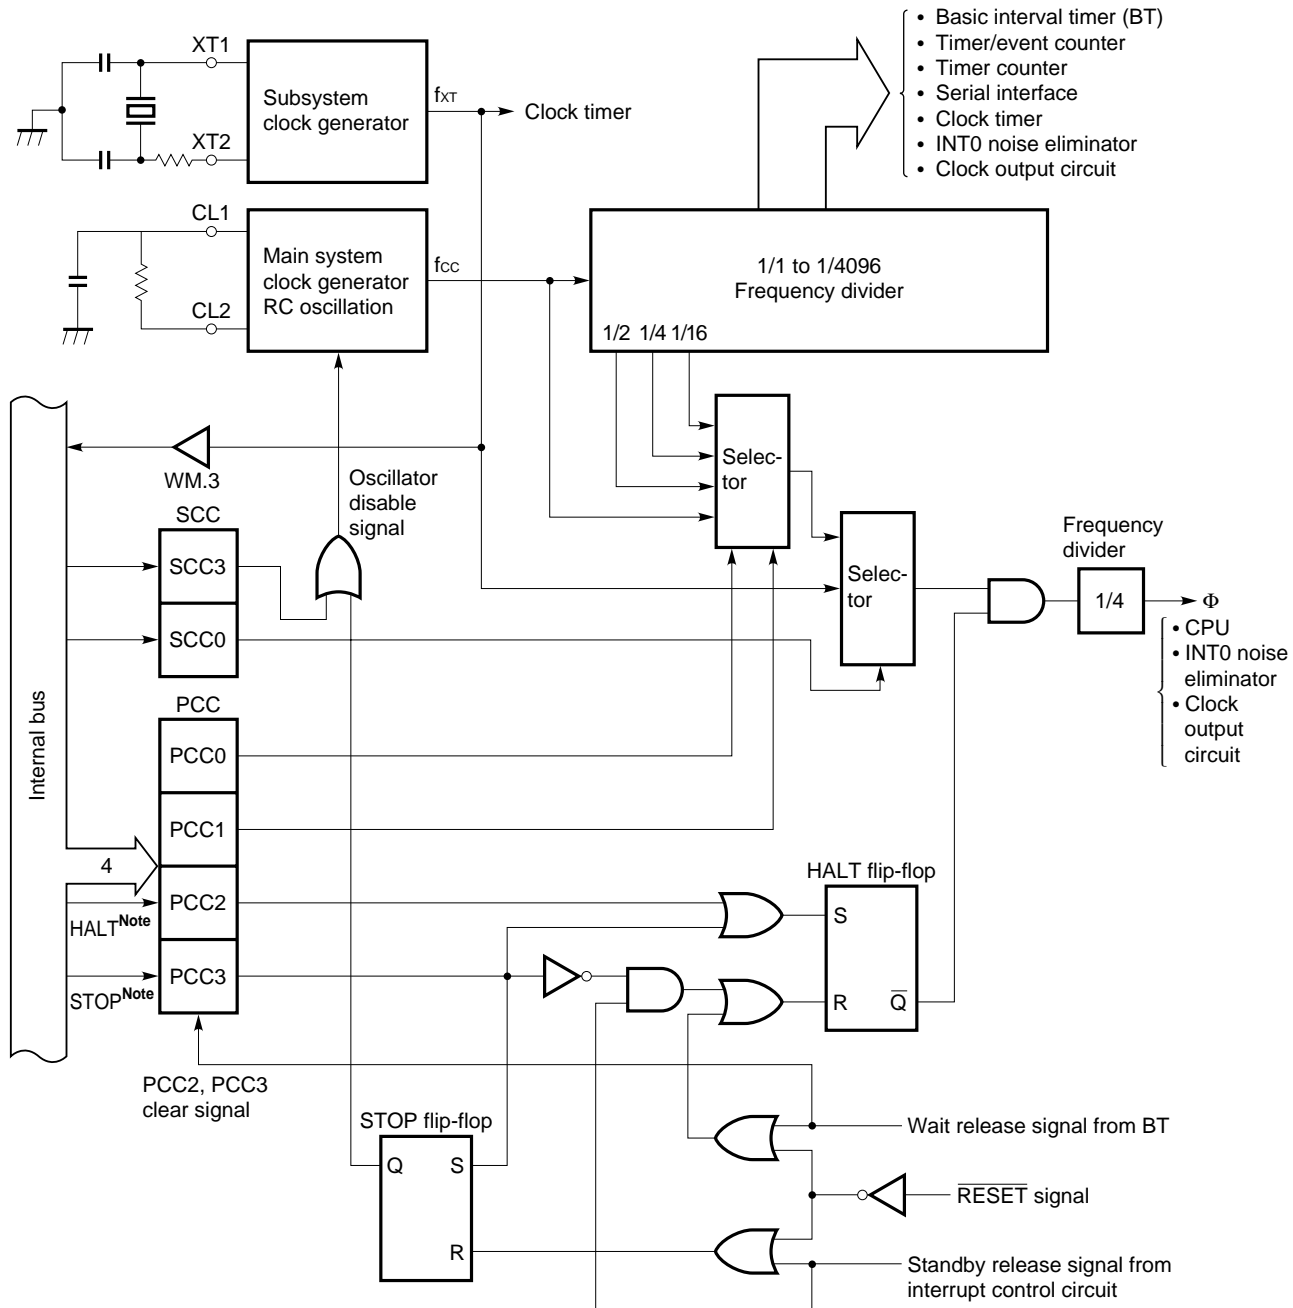 • Basic interval timer (BT)
• Timer/event counter
• Timer counter
• Serial interface
• Clock timer
• INT0 noise eliminator
• Clock output circuit
XT1
Subsystem
clock generator
fXT
Clock timer
XT2
CL1
Main system
clock generator
RC oscillation
fCC
CL2
1/1 to 1/4096
Frequency divider
1/2 1/4 1/16
WM.3
Oscillator
disable
signal
Selec-
tor
SCC
SCC3
SCC0
Selec-
tor
Frequency
divider
1/4
Φ
• CPU
• INT0 noise
eliminator
• Clock
output
circuit
Internal bus
PCC
PCC0
PCC1
4
PCC2
HALTNote
PCC3
STOPNote
HALT flip-flop
S
R
Q̅
PCC2, PCC3
clear signal
STOP flip-flop
Q
S
R
Wait release signal from BT
R̅E̅S̅E̅T̅ signal
Standby release signal from
interrupt control circuit